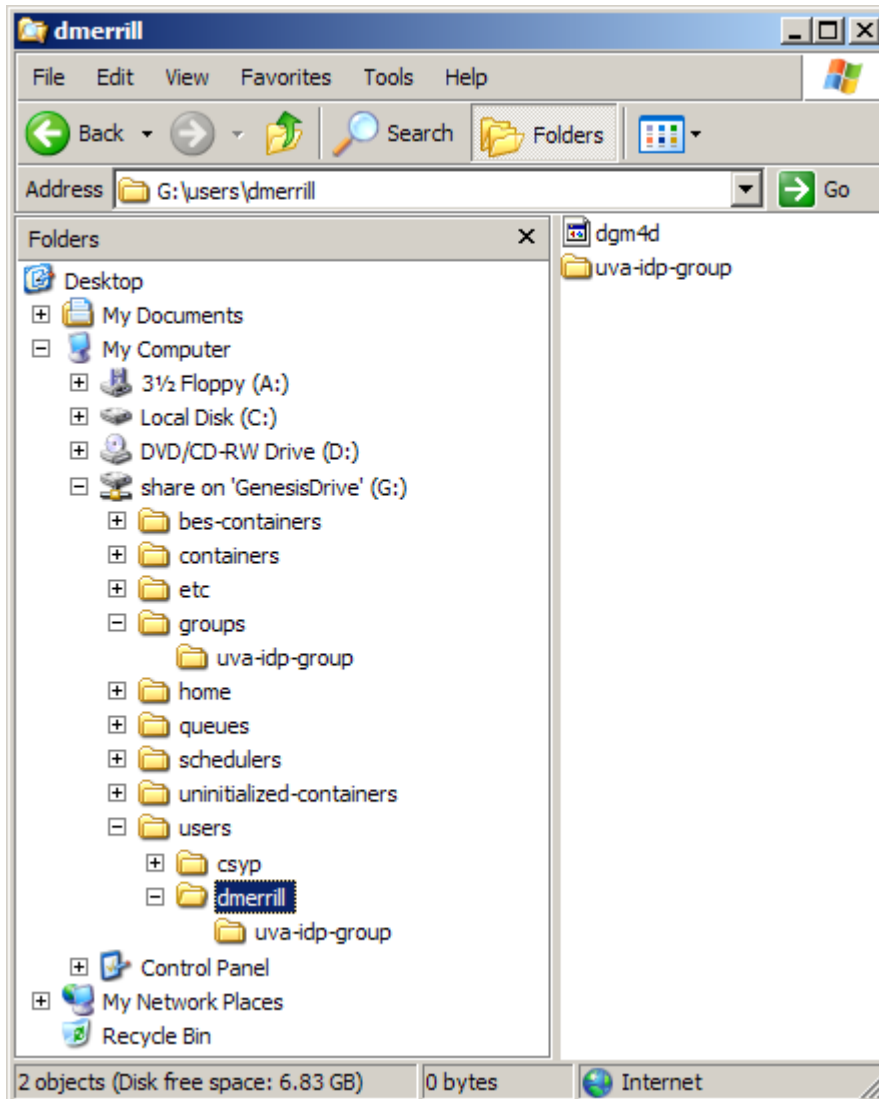 dmerrill
File Edit View Favorites Tools Help
Back Search Folders
Address G:\users\dmerrill Go
Folders
Desktop
My Documents
My Computer
3½ Floppy (A:)
Local Disk (C:)
DVD/CD-RW Drive (D:)
share on 'GenesisDrive' (G:)
bes-containers
containers
etc
groups
uva-idp-group
home
queues
schedulers
uninitialized-containers
users
csyp
dmerrill
uva-idp-group
Control Panel
My Network Places
Recycle Bin
dgm4d
uva-idp-group
2 objects (Disk free space: 6.83 GB) 0 bytes Internet